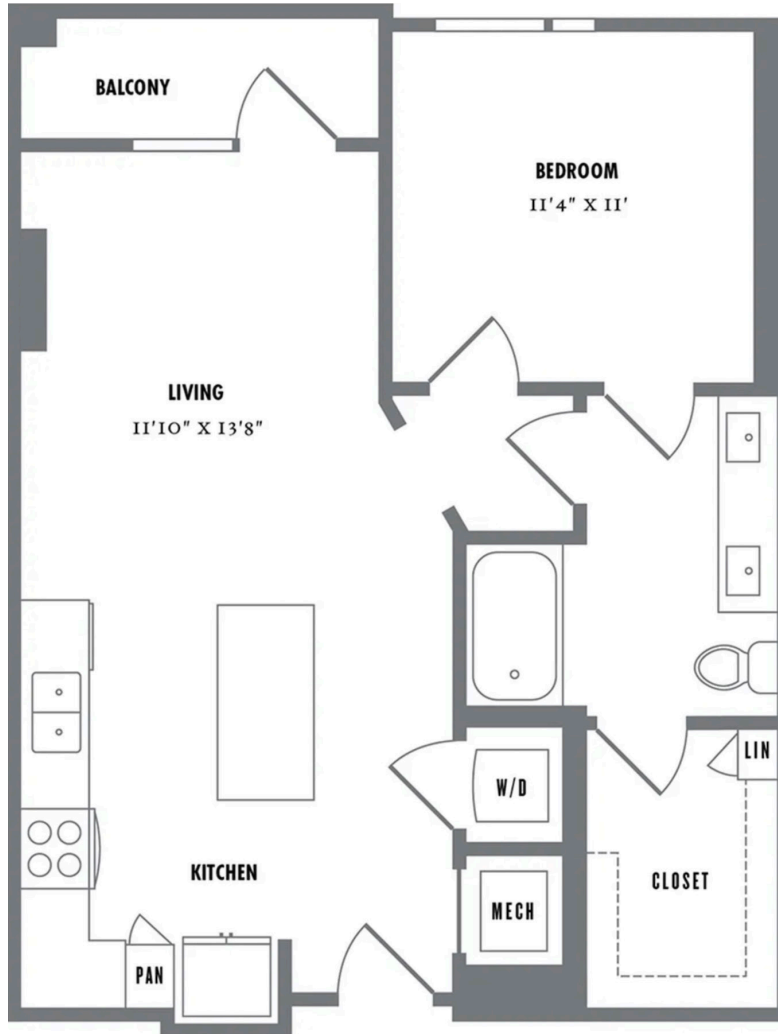 BALCONY
BEDROOM
11'4" X 11'
LIVING
11'10" X 13'8"
LIN
W/D
KITCHEN
CLOSET
MECH
PAN